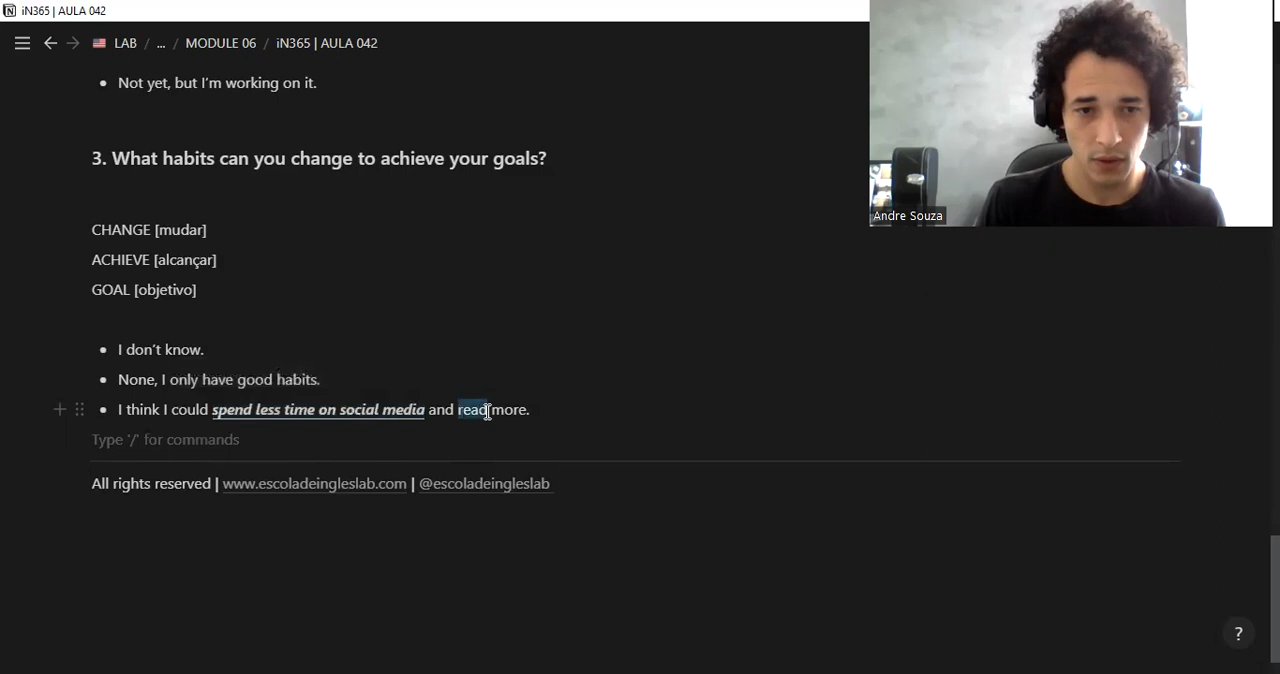 iN365 | AULA 042
LAB / ... / MODULE 06 / iN365 | AULA 042
Not yet, but I'm working on it.
3. What habits can you change to achieve your goals?
CHANGE [mudar]
ACHIEVE [alcançar]
GOAL [objetivo]
I don't know.
None, I only have good habits.
I think I could spend less time on social media and read more.
Type '/' for commands
All rights reserved | www.escoladeingleslab.com | @escoladeingleslab
Andre Souza
?